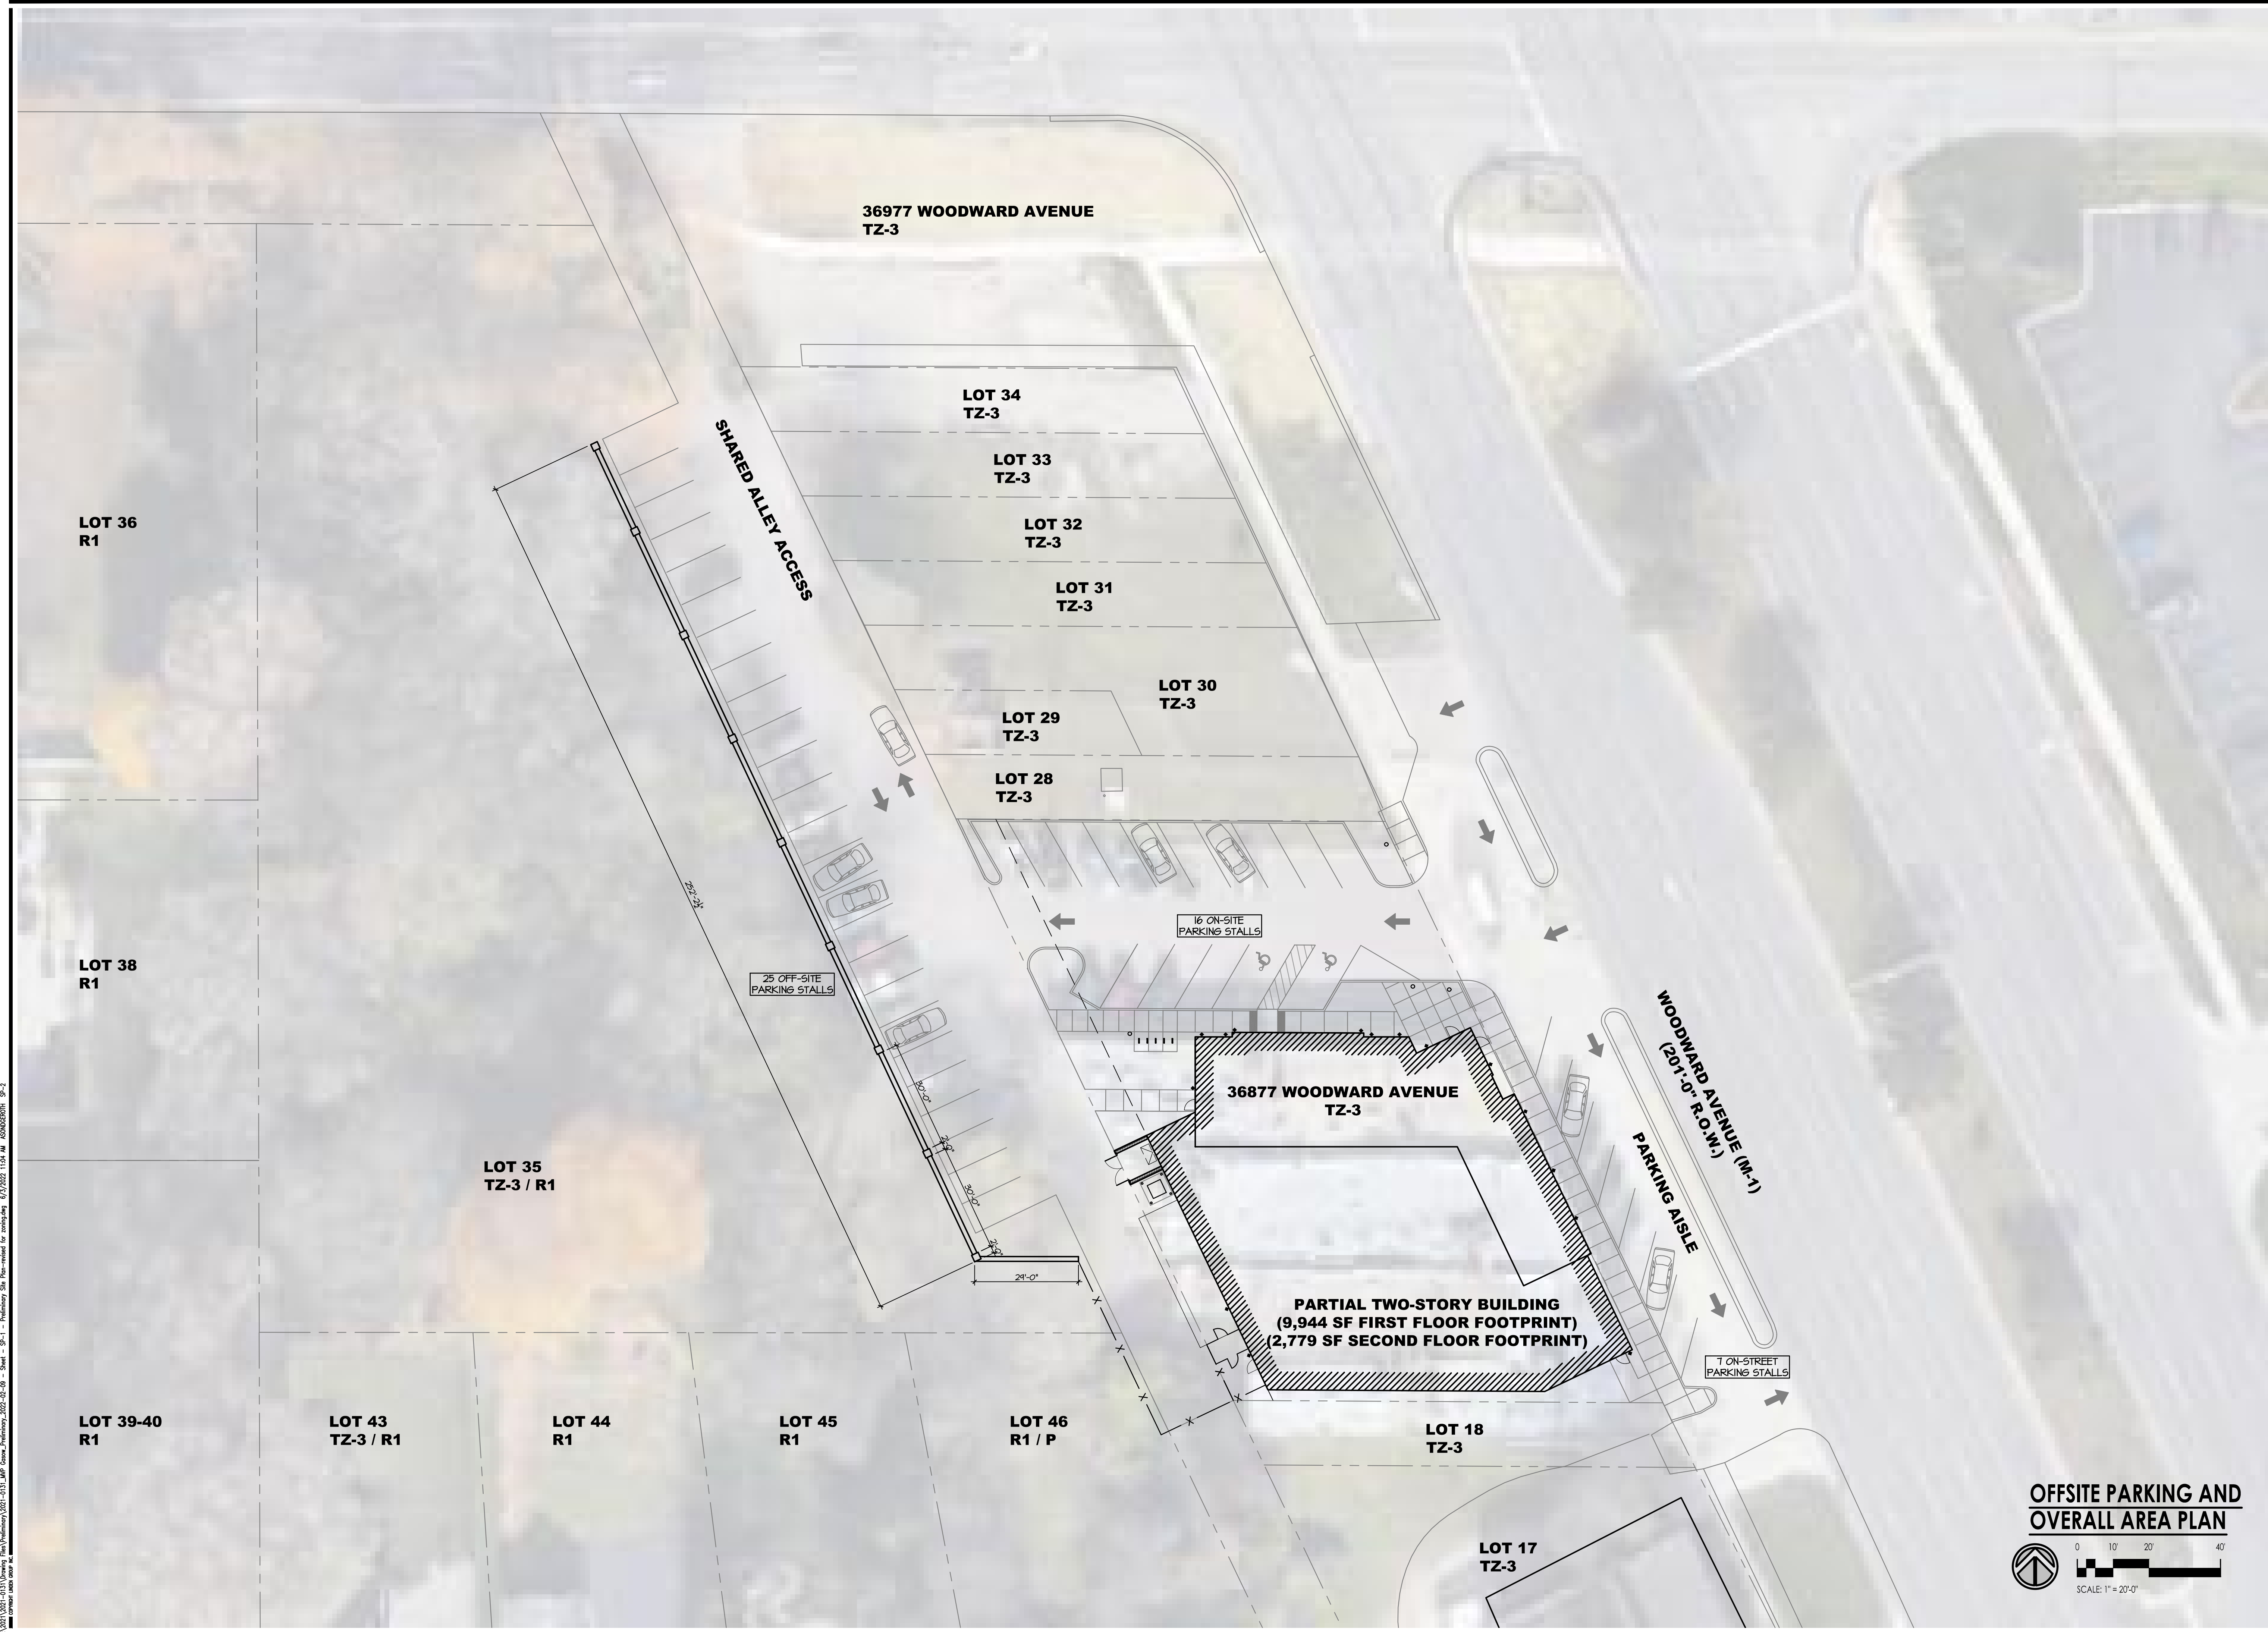 36977 WOODWARD AVENUE
TZ-3
LOT 34
TZ-3
SHARED ALLEY ACCESS
LOT 33
TZ-3
LOT 36
R1
LOT 32
TZ-3
LOT 31
TZ-3
LOT 30
TZ-3
LOT 29
TZ-3
LOT 28
TZ-3
252'-2½"
16 ON-SITE
PARKING STALLS
LOT 38
R1
25 OFF-SITE
PARKING STALLS
WOODWARD AVENUE (M-1)
(201'-0" R.O.W.)
30'-0"
36877 WOODWARD AVENUE
TZ-3
PARKING AISLE
LOT 35
TZ-3 / R1
30'-0"
29'-0"
PARTIAL TWO-STORY BUILDING
(9,944 SF FIRST FLOOR FOOTPRINT)
(2,779 SF SECOND FLOOR FOOTPRINT)
7 ON-STREET
PARKING STALLS
LOT 39-40
R1
LOT 43
TZ-3 / R1
LOT 44
R1
LOT 45
R1
LOT 46
R1 / P
LOT 18
TZ-3
LOT 17
TZ-3
OFFSITE PARKING AND
OVERALL AREA PLAN
0 10' 20' 40'
SCALE: 1" = 20'-0"